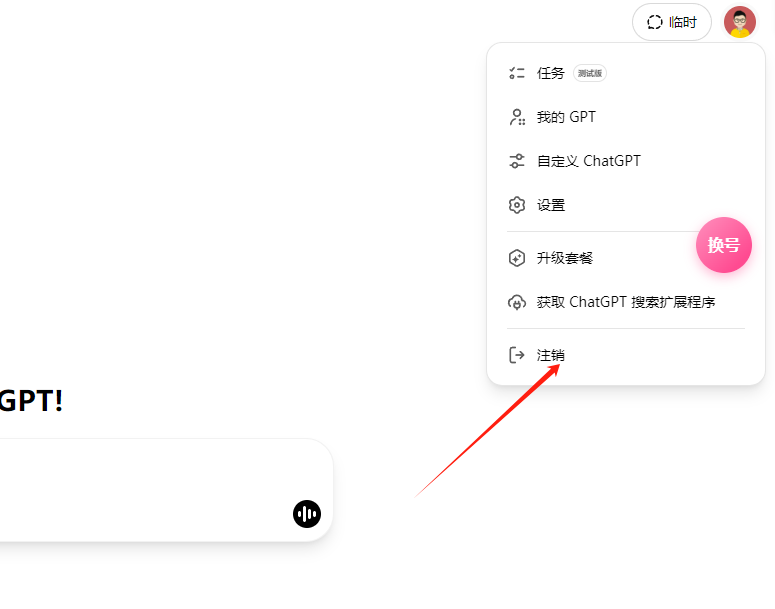 临时
任务 测试版
我的 GPT
自定义 ChatGPT
设置
换号
升级套餐
获取 ChatGPT 搜索扩展程序
注销
GPT!